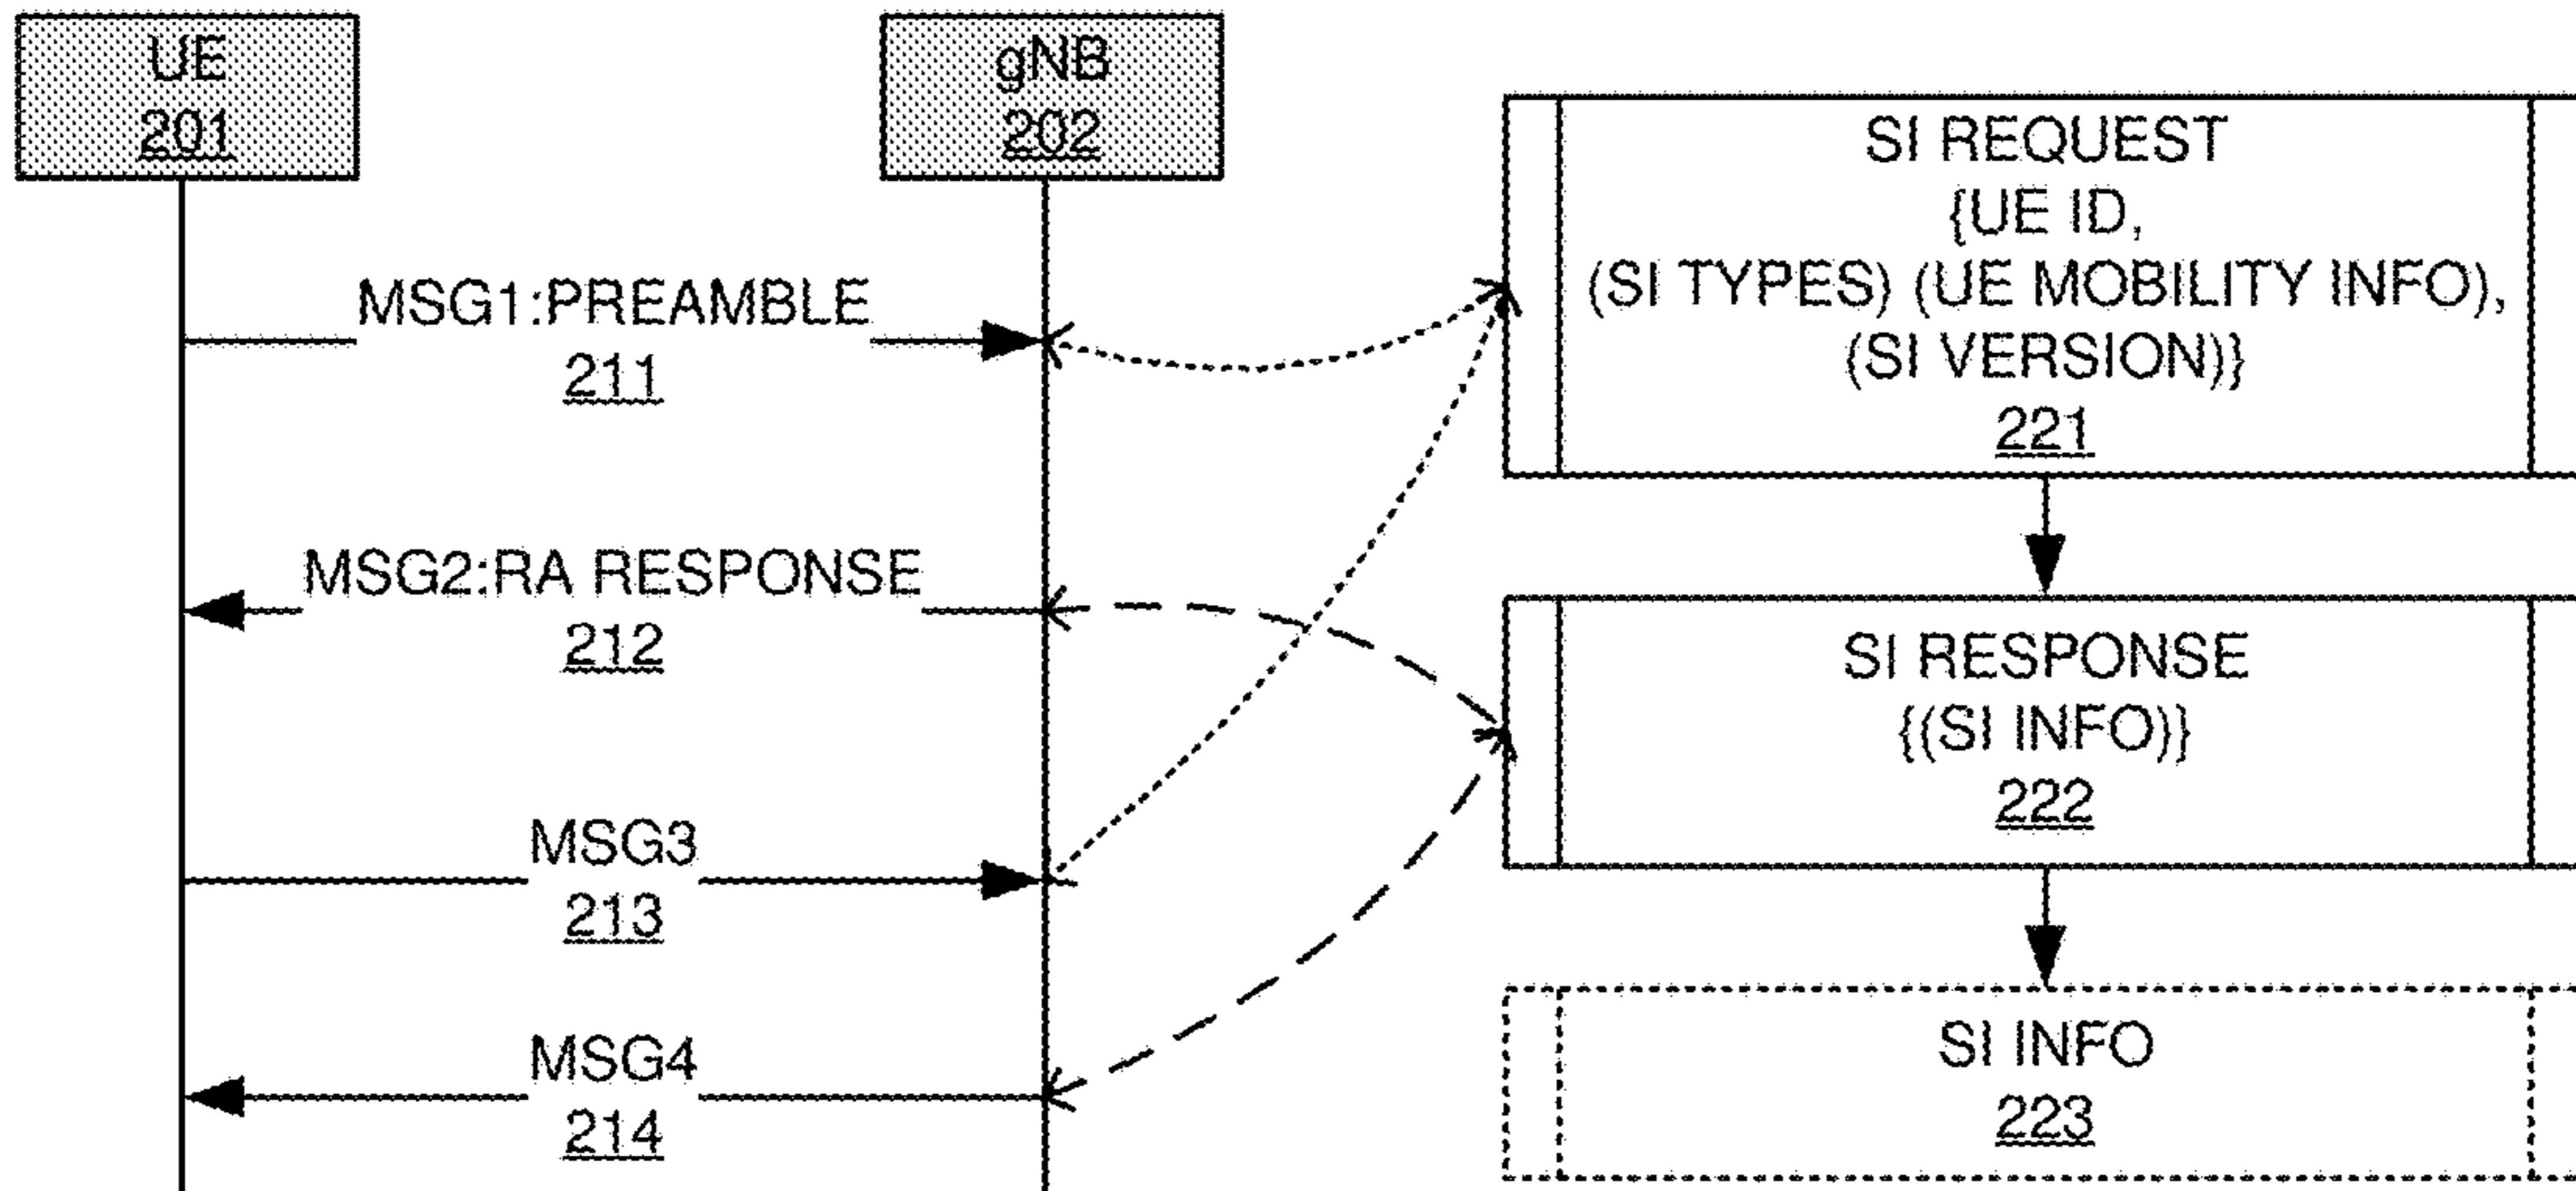 UE
201
gNB
202
MSG1:PREAMBLE
211
MSG2:RA RESPONSE
212
MSG3
213
MSG4
214
SI REQUEST
{UE ID,
(SI TYPES) (UE MOBILITY INFO),
(SI VERSION)}
221
SI RESPONSE
{(SI INFO)}
222
SI INFO
223